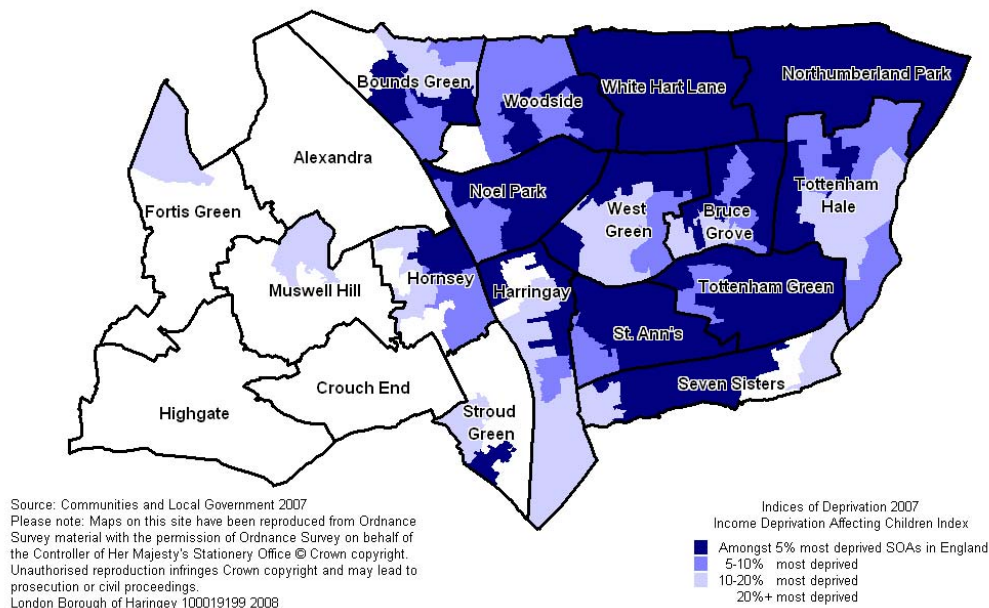 Northumberland Park
Bounds Green
White Hart Lane
Woodside
Alexandra
Noel Park
Tottenham
Hale
Fortis Green
West
Green
Bruce
Grove
Hornsey
Muswell Hill
Harringay
Tottenham Green
St. Ann's
Crouch End
Seven Sisters
Highgate
Stroud
Green
Source: Communities and Local Government 2007
Please note: Maps on this site have been reproduced from Ordnance
Survey material with the permission of Ordnance Survey on behalf of
the Controller of Her Majesty's Stationery Office © Crown copyright.
Unauthorised reproduction infringes Crown copyright and may lead to
prosecution or civil proceedings.
London Borough of Haringey 100019199 2008
Indices of Deprivation 2007
Income Deprivation Affecting Children Index
Amongst 5% most deprived SOAs in England
5-10% most deprived
10-20% most deprived
20%+ most deprived